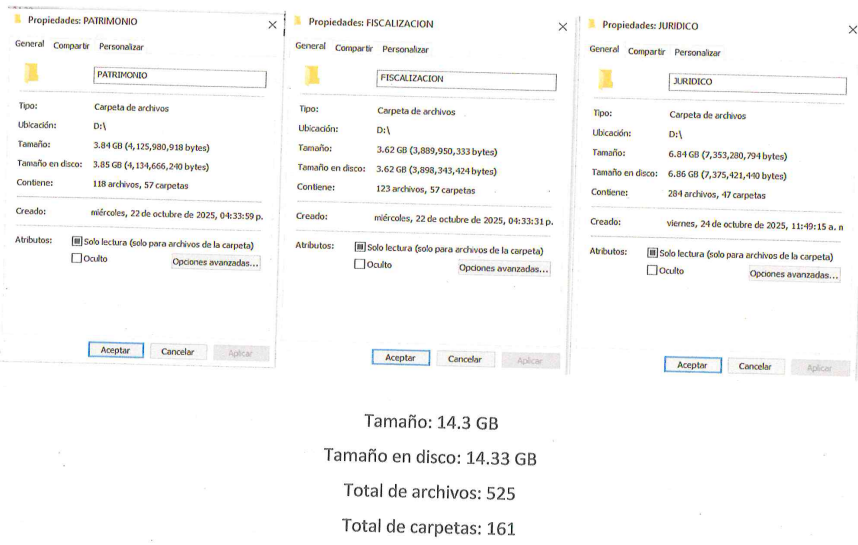 Propiedades: PATRIMONIO
General Compartir Personalizar
PATRIMONIO
Tipo: Carpeta de archivos
Ubicación: D:\
Tamaño: 3.84 GB (4,125,980,918 bytes)
Tamaño en disco: 3.85 GB (4,134,666,240 bytes)
Contiene: 118 archivos, 57 carpetas
Creado: miércoles, 22 de octubre de 2025, 04:33:59 p.
Atributos: Solo lectura (solo para archivos de la carpeta)
Oculto Opciones avanzadas...
Aceptar Cancelar Aplicar
Propiedades: FISCALIZACION
General Compartir Personalizar
FISCALIZACION
Tipo: Carpeta de archivos
Ubicación: D:\
Tamaño: 3.62 GB (3,889,950,333 bytes)
Tamaño en disco: 3.62 GB (3,898,343,424 bytes)
Contiene: 123 archivos, 57 carpetas
Creado: miércoles, 22 de octubre de 2025, 04:33:31 p.
Atributos: Solo lectura (solo para archivos de la carpeta)
Oculto Opciones avanzadas...
Aceptar Cancelar Aplicar
Propiedades: JURIDICO
General Compartir Personalizar
JURIDICO
Tipo: Carpeta de archivos
Ubicación: D:\
Tamaño: 6.84 GB (7,353,280,794 bytes)
Tamaño en disco: 6.86 GB (7,375,421,440 bytes)
Contiene: 284 archivos, 47 carpetas
Creado: viernes, 24 de octubre de 2025, 11:49:15 a. n
Atributos: Solo lectura (solo para archivos de la carpeta)
Oculto Opciones avanzadas...
Aceptar Cancelar Aplicar
Tamaño: 14.3 GB
Tamaño en disco: 14.33 GB
Total de archivos: 525
Total de carpetas: 161